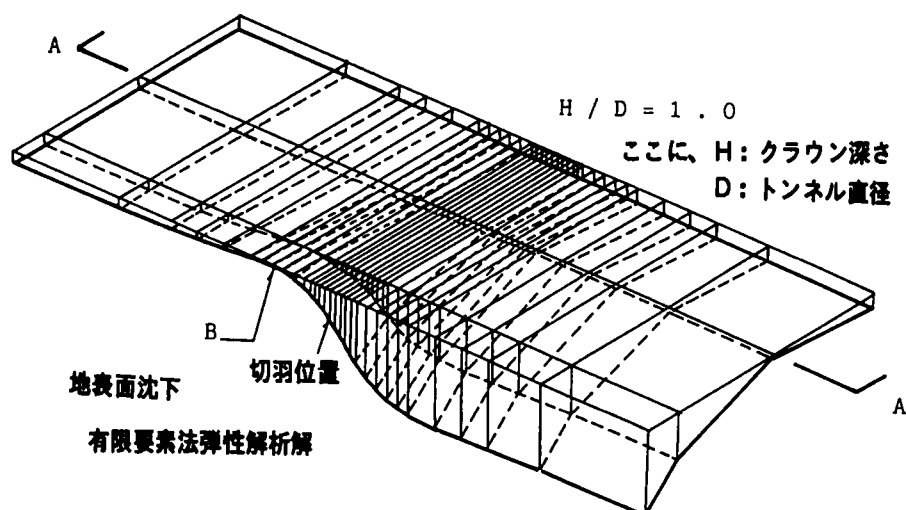 A
H / D = 1 . 0
ここに、H：クラウン深さ
D：トンネル直径
B
切羽位置
地表面沈下
有限要素法弾性解析解
A